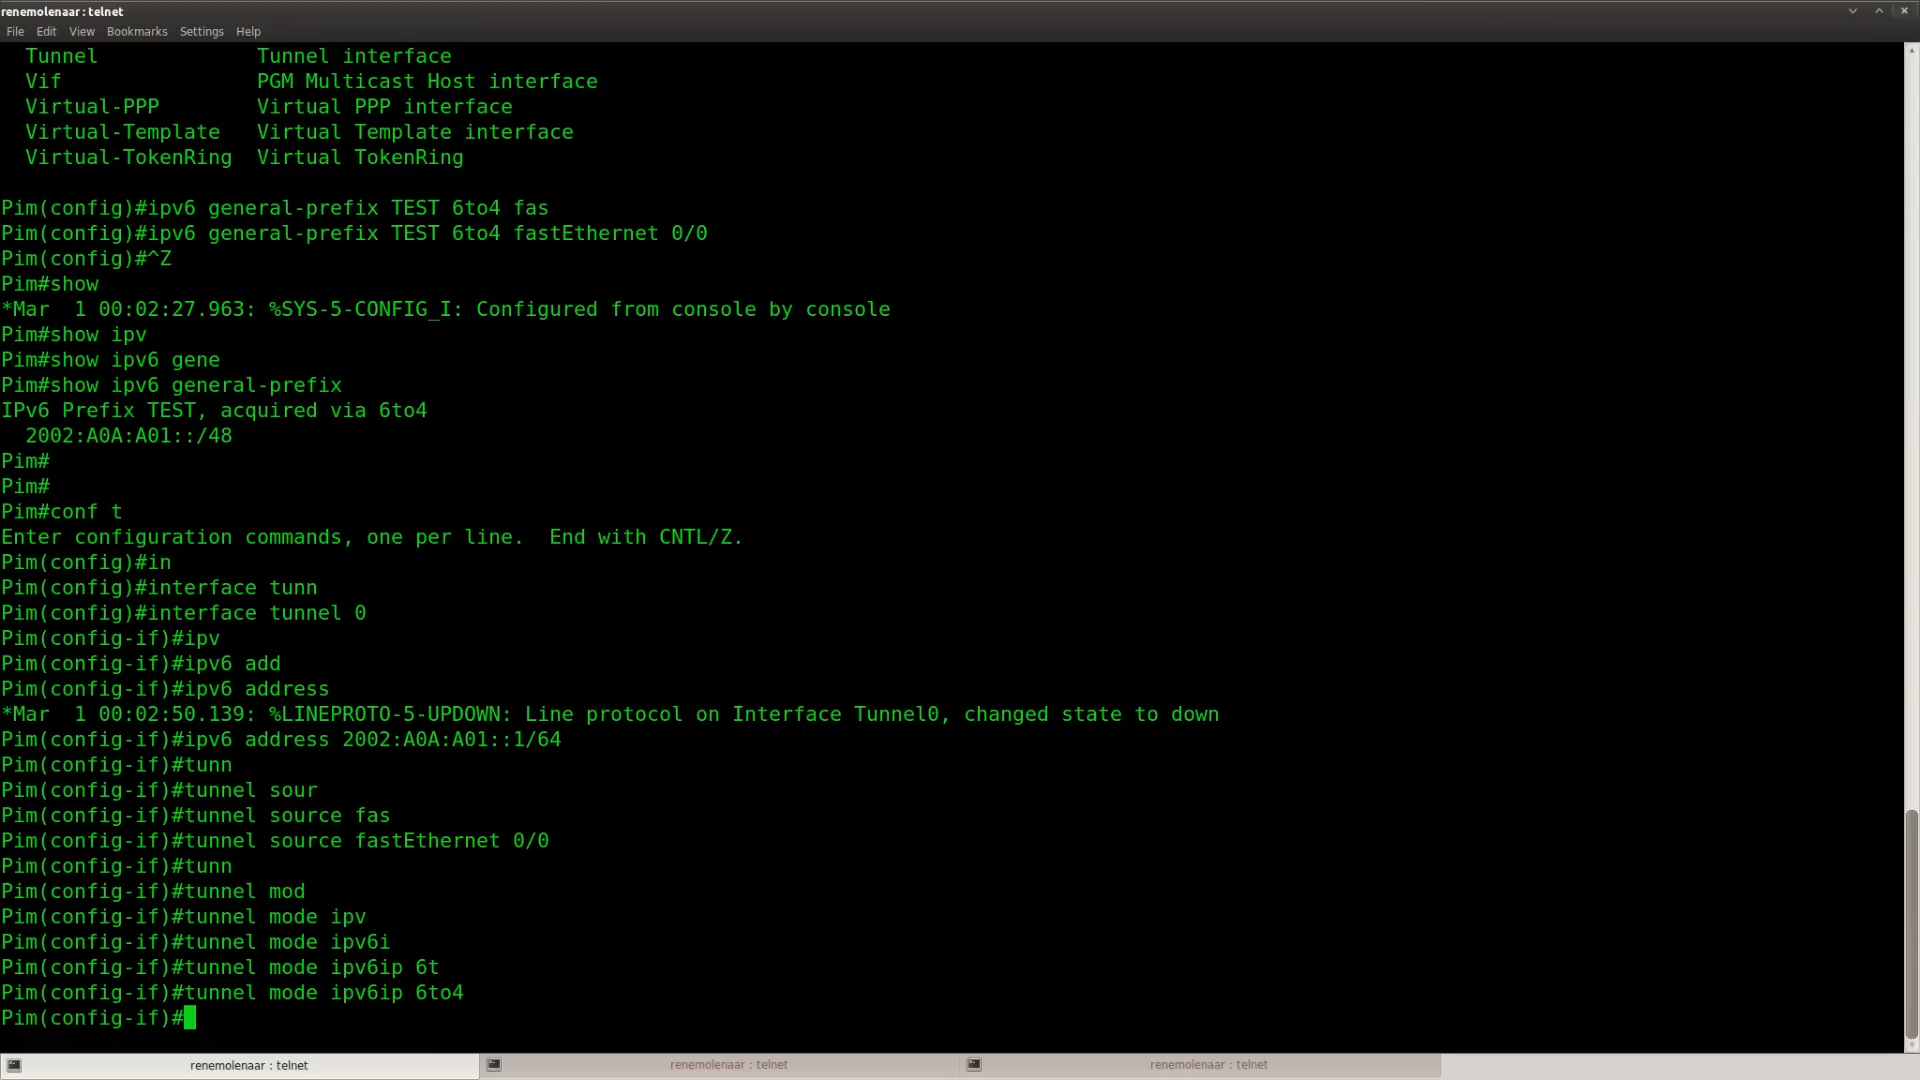 renemolenaar : telnet
File Edit View Bookmarks Settings Help
  Tunnel             Tunnel interface
  Vif                PGM Multicast Host interface
  Virtual-PPP        Virtual PPP interface
  Virtual-Template   Virtual Template interface
  Virtual-TokenRing  Virtual TokenRing
Pim(config)#ipv6 general-prefix TEST 6to4 fas
Pim(config)#ipv6 general-prefix TEST 6to4 fastEthernet 0/0
Pim(config)#^Z
Pim#show
*Mar  1 00:02:27.963: %SYS-5-CONFIG_I: Configured from console by console
Pim#show ipv
Pim#show ipv6 gene
Pim#show ipv6 general-prefix
IPv6 Prefix TEST, acquired via 6to4
  2002:A0A:A01::/48
Pim#
Pim#
Pim#conf t
Enter configuration commands, one per line.  End with CNTL/Z.
Pim(config)#in
Pim(config)#interface tunn
Pim(config)#interface tunnel 0
Pim(config-if)#ipv
Pim(config-if)#ipv6 add
Pim(config-if)#ipv6 address
*Mar  1 00:02:50.139: %LINEPROTO-5-UPDOWN: Line protocol on Interface Tunnel0, changed state to down
Pim(config-if)#ipv6 address 2002:A0A:A01::1/64
Pim(config-if)#tunn
Pim(config-if)#tunnel sour
Pim(config-if)#tunnel source fas
Pim(config-if)#tunnel source fastEthernet 0/0
Pim(config-if)#tunn
Pim(config-if)#tunnel mod
Pim(config-if)#tunnel mode ipv
Pim(config-if)#tunnel mode ipv6i
Pim(config-if)#tunnel mode ipv6ip 6t
Pim(config-if)#tunnel mode ipv6ip 6to4
Pim(config-if)#
renemolenaar : telnet
renemolenaar : telnet
renemolenaar : telnet